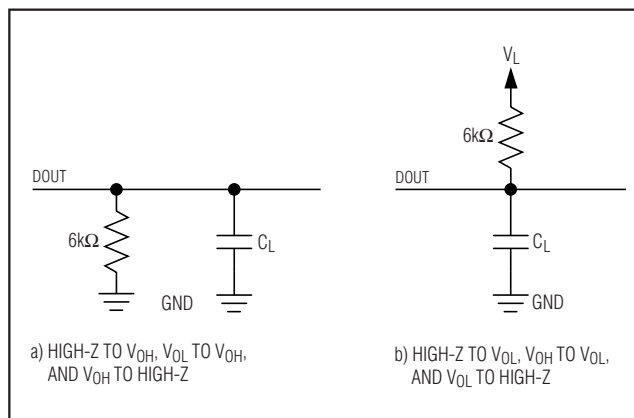 DOUT
6kΩ
C_L
GND
a) HIGH-Z TO V_OH, V_OL TO V_OH,
AND V_OH TO HIGH-Z
V_L
6kΩ
DOUT
C_L
GND
b) HIGH-Z TO V_OL, V_OH TO V_OL,
AND V_OL TO HIGH-Z